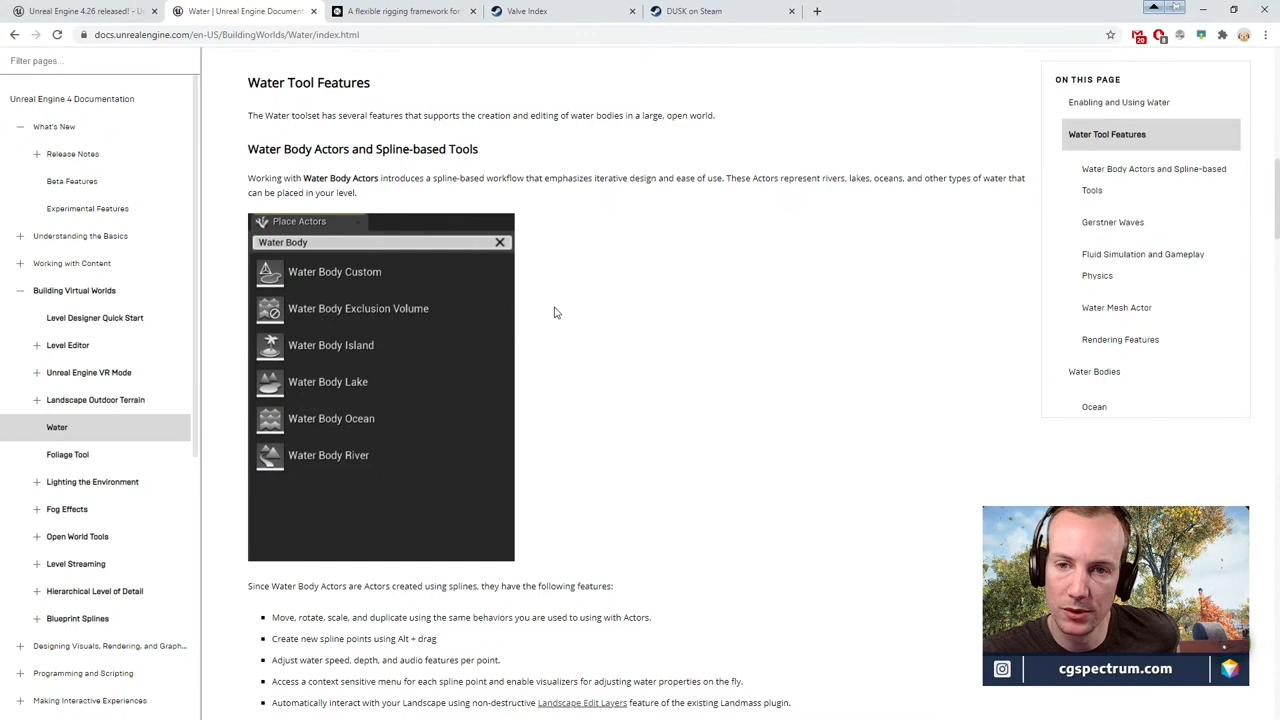 Unreal Engine 4.26 released! -
Water | Unreal Engine Document
A flexible rigging framework for
Valve Index
DUSK on Steam
docs.unrealengine.com/en-US/BuildingWorlds/Water/index.html
20
8
Filter pages...
Unreal Engine 4 Documentation
What's New
Release Notes
Beta Features
Experimental Features
Understanding the Basics
Working with Content
Building Virtual Worlds
Level Designer Quick Start
Level Editor
Unreal Engine VR Mode
Landscape Outdoor Terrain
Water
Foliage Tool
Lighting the Environment
Fog Effects
Open World Tools
Level Streaming
Hierarchical Level of Detail
Blueprint Splines
Designing Visuals, Rendering, and Graph...
Programming and Scripting
Making Interactive Experiences
Water Tool Features
The Water toolset has several features that supports the creation and editing of water bodies in a large, open world.
Water Body Actors and Spline-based Tools
Working with Water Body Actors introduces a spline-based workflow that emphasizes iterative design and ease of use. These Actors represent rivers, lakes, oceans, and other types of water that
can be placed in your level.
Place Actors
Water Body
Water Body Custom
Water Body Exclusion Volume
Water Body Island
Water Body Lake
Water Body Ocean
Water Body River
Since Water Body Actors are Actors created using splines, they have the following features:
Move, rotate, scale, and duplicate using the same behaviors you are used to using with Actors.
Create new spline points using Alt + drag
Adjust water speed, depth, and audio features per point.
Access a context sensitive menu for each spline point and enable visualizers for adjusting water properties on the fly.
Automatically interact with your Landscape using non-destructive Landscape Edit Layers feature of the existing Landmass plugin.
ON THIS PAGE
Enabling and Using Water
Water Tool Features
Water Body Actors and Spline-based
Tools
Gerstner Waves
Fluid Simulation and Gameplay
Physics
Water Mesh Actor
Rendering Features
Water Bodies
Ocean
cgspectrum.com